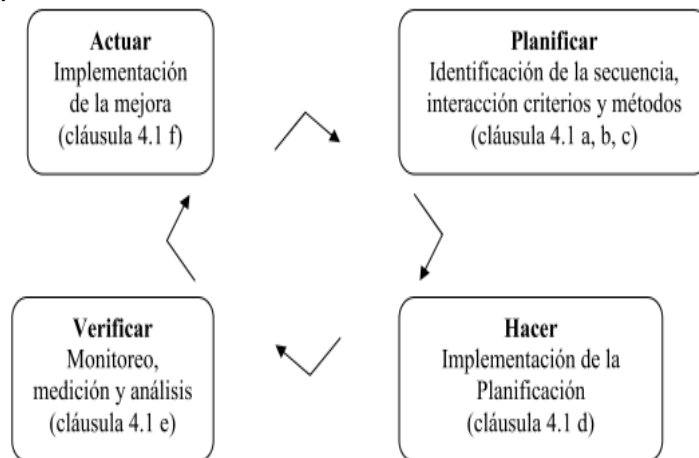 Actuar
Implementación
de la mejora
(cláusula 4.1 f)
Planificar
Identificación de la secuencia,
interacción criterios y métodos
(cláusula 4.1 a, b, c)
Verificar
Monitoreo,
medición y análisis
(cláusula 4.1 e)
Hacer
Implementación de la
Planificación
(cláusula 4.1 d)